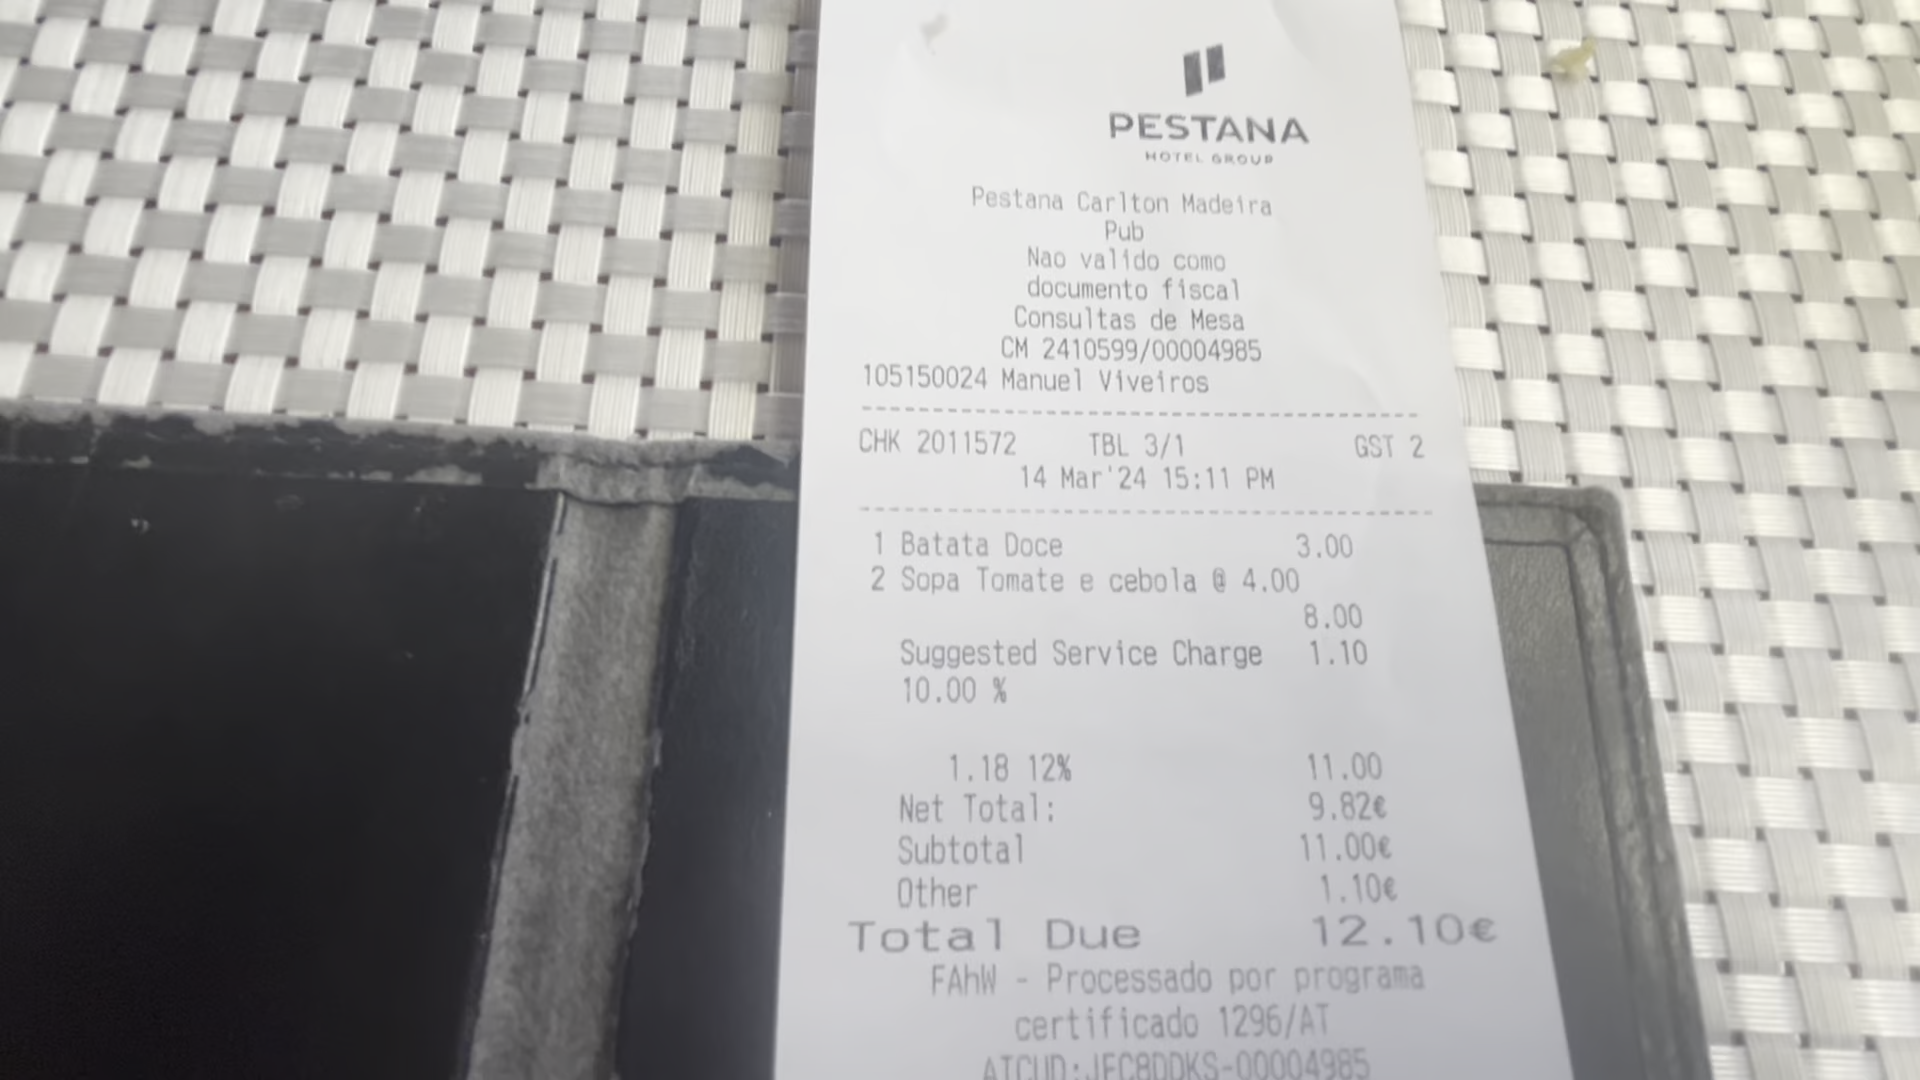 PESTANA
HOTEL GROUP
Pestana Carlton Madeira
Pub
Nao valido como
documento fiscal
Consultas de Mesa
CM 2410599/00004985
105150024 Manuel Viveiros
CHK 2011572 TBL 3/1 GST 2
14 Mar'24 15:11 PM
1 Batata Doce 3.00
2 Sopa Tomate e cebola @ 4.00
8.00
Suggested Service Charge 1.10
10.00 %
1.18 12% 11.00
Net Total: 9.82€
Subtotal 11.00€
Other 1.10€
Total Due 12.10€
FAhW - Processado por programa
certificado 1296/AT
ATCUD:JFC8DDKS-00004985